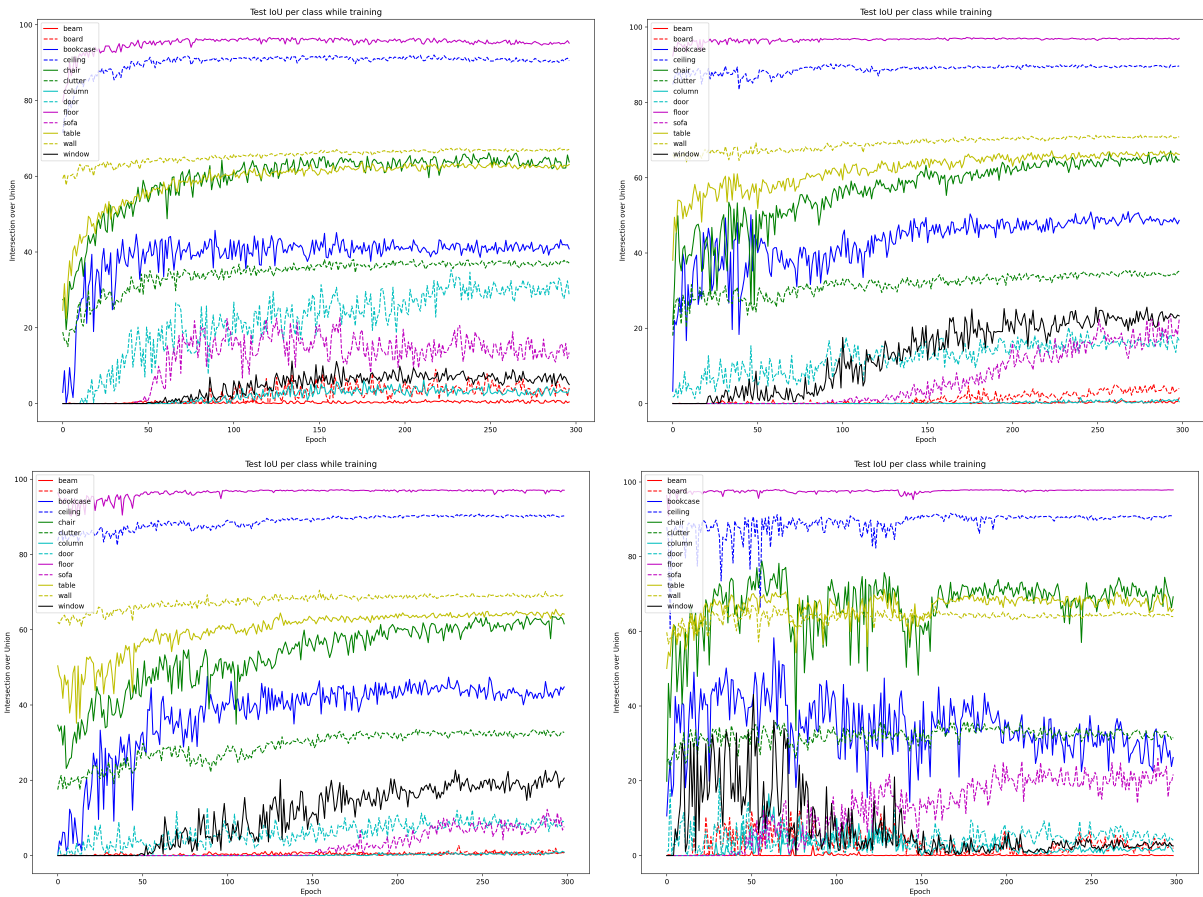 Test IoU per class while training
100
80
60
40
20
0
Intersection over Union
beam
board
bookcase
ceiling
chair
clutter
column
door
floor
sofa
table
wall
window
0
50
100
150
200
250
300
Epoch
Test IoU per class while training
100
80
60
40
20
0
Intersection over Union
beam
board
bookcase
ceiling
chair
clutter
column
door
floor
sofa
table
wall
window
0
50
100
150
200
250
300
Epoch
Test IoU per class while training
100
80
60
40
20
0
Intersection over Union
beam
board
bookcase
ceiling
chair
clutter
column
door
floor
sofa
table
wall
window
0
50
100
150
200
250
300
Epoch
Test IoU per class while training
100
80
60
40
20
0
Intersection over Union
beam
board
bookcase
ceiling
chair
clutter
column
door
floor
sofa
table
wall
window
0
50
100
150
200
250
300
Epoch